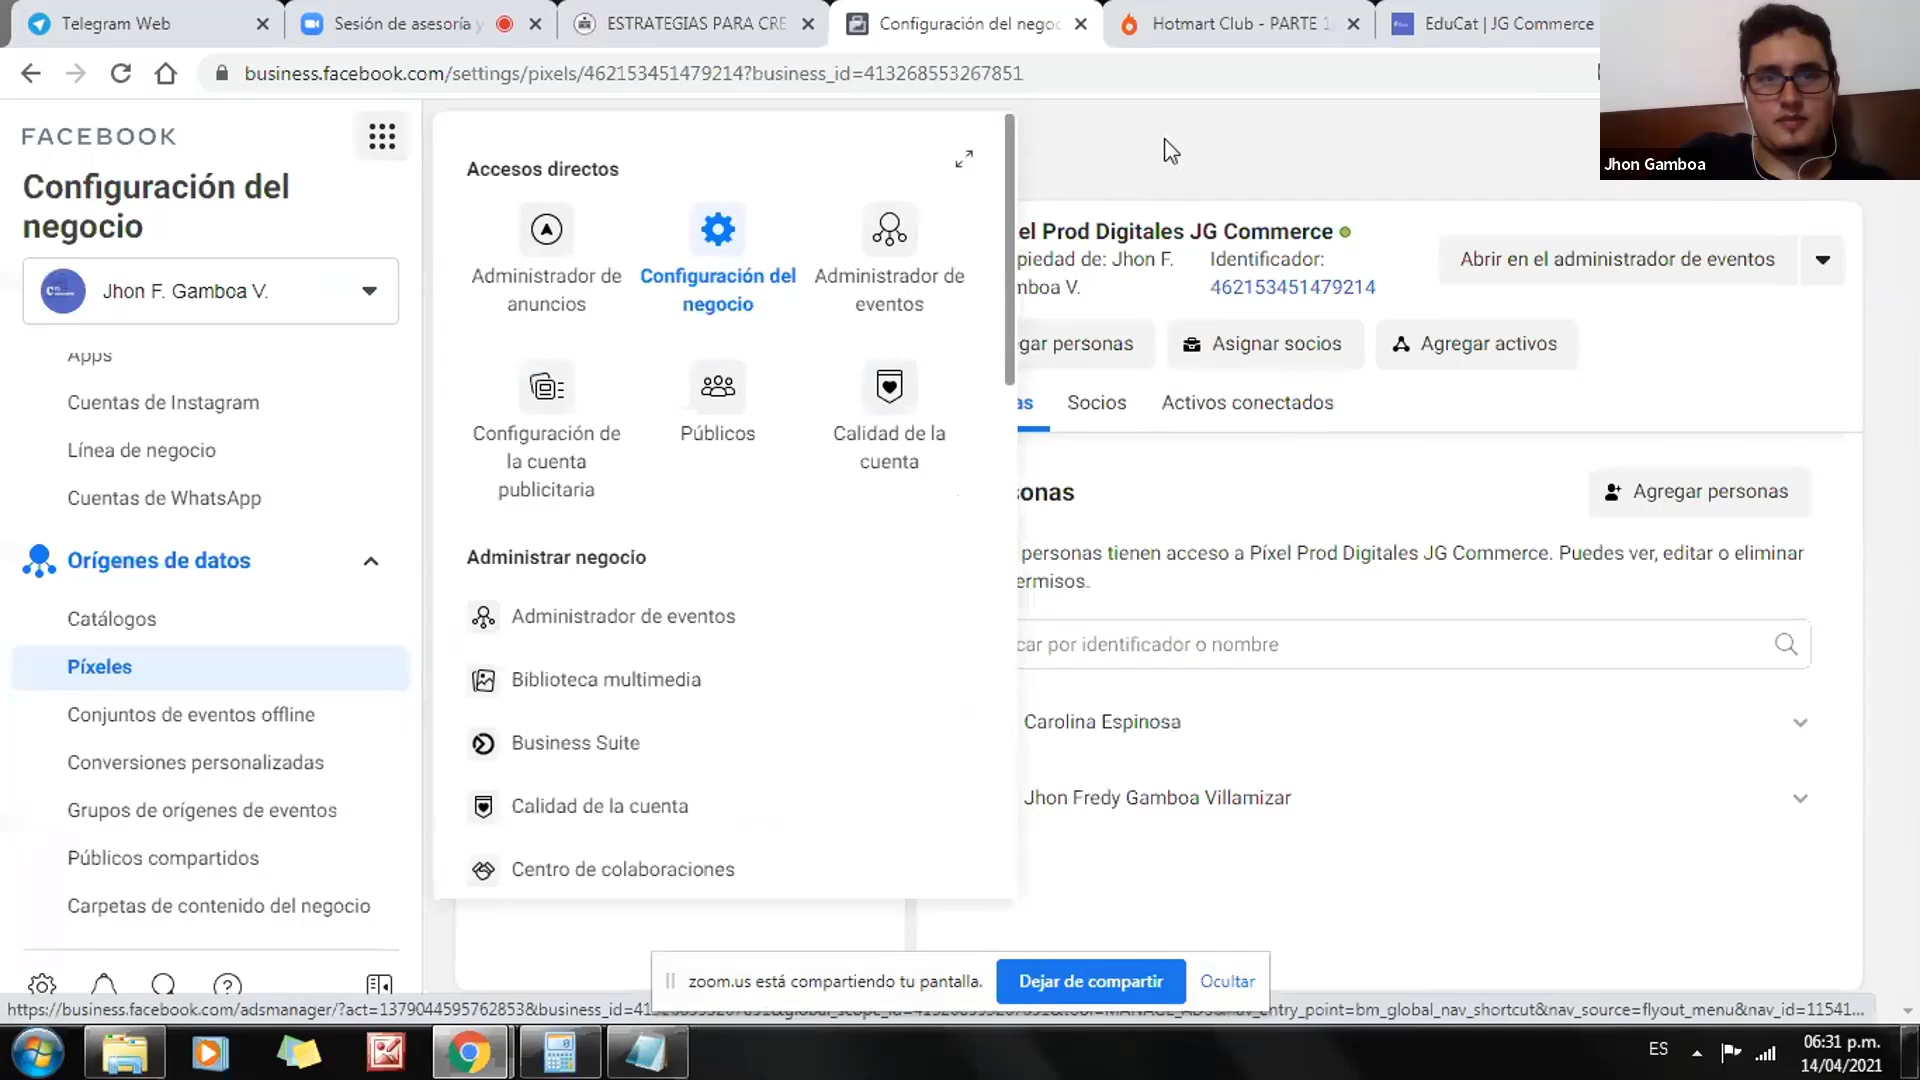 Telegram Web
Sesión de asesoría y
ESTRATEGIAS PARA CRE
Configuración del negoc
Hotmart Club - PARTE 1
EduCat | JG Commerce
business.facebook.com/settings/pixels/462153451479214?business_id=413268553267851
Jhon Gamboa
FACEBOOK
Configuración del
negocio
Jhon F. Gamboa V.
Apps
Cuentas de Instagram
Línea de negocio
Cuentas de WhatsApp
Orígenes de datos
Catálogos
Píxeles
Conjuntos de eventos offline
Conversiones personalizadas
Grupos de orígenes de eventos
Públicos compartidos
Carpetas de contenido del negocio
Accesos directos
Administrador de
anuncios
Configuración del
negocio
Administrador de
eventos
Configuración de
la cuenta
publicitaria
Públicos
Calidad de la
cuenta
Administrar negocio
Administrador de eventos
Biblioteca multimedia
Business Suite
Calidad de la cuenta
Centro de colaboraciones
el Prod Digitales JG Commerce
piedad de: Jhon F.
mboa V.
Identificador:
462153451479214
Abrir en el administrador de eventos
gar personas
Asignar socios
Agregar activos
as
Socios
Activos conectados
onas
Agregar personas
personas tienen acceso a Píxel Prod Digitales JG Commerce. Puedes ver, editar o eliminar
ermisos.
car por identificador o nombre
Carolina Espinosa
Jhon Fredy Gamboa Villamizar
zoom.us está compartiendo tu pantalla.
Dejar de compartir
Ocultar
ES
06:31 p.m.
14/04/2021